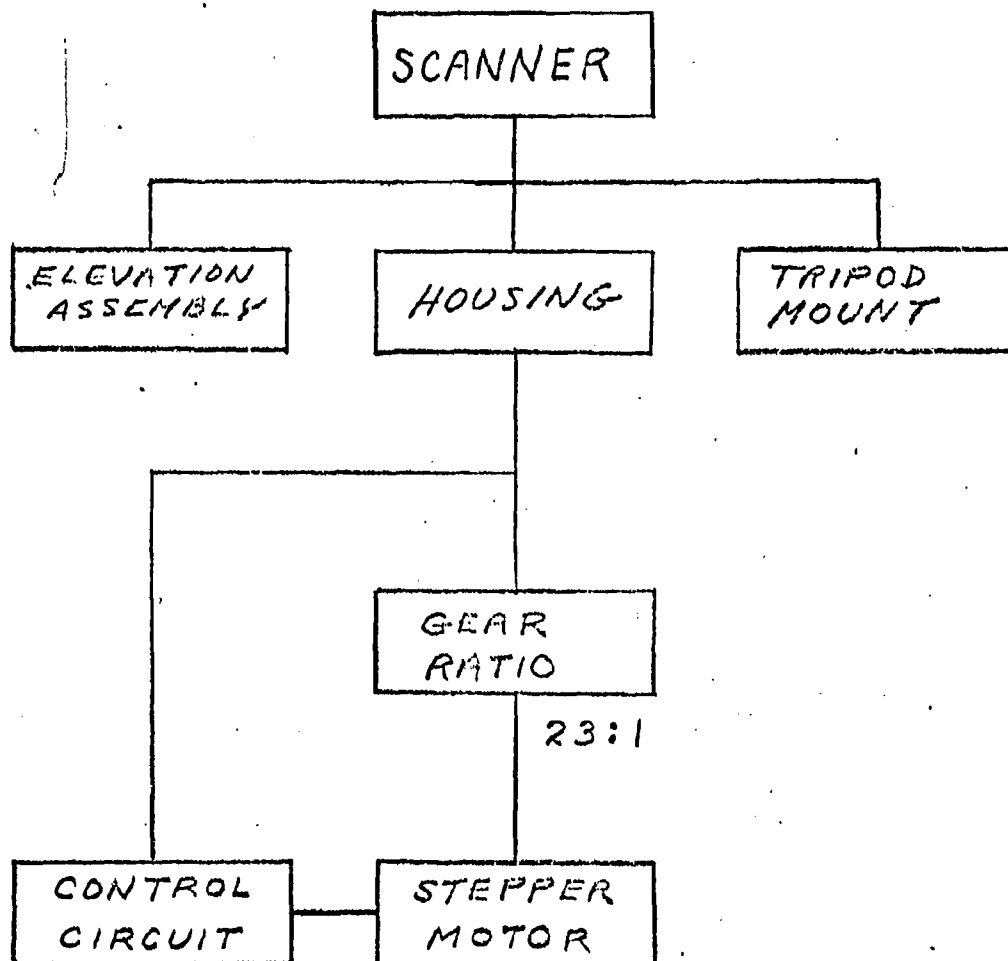 SCANNER
ELEVATION
ASSEMBLY
HOUSING
TRIPOD
MOUNT
GEAR
RATIO
23:1
CONTROL
CIRCUIT
STEPPER
MOTOR